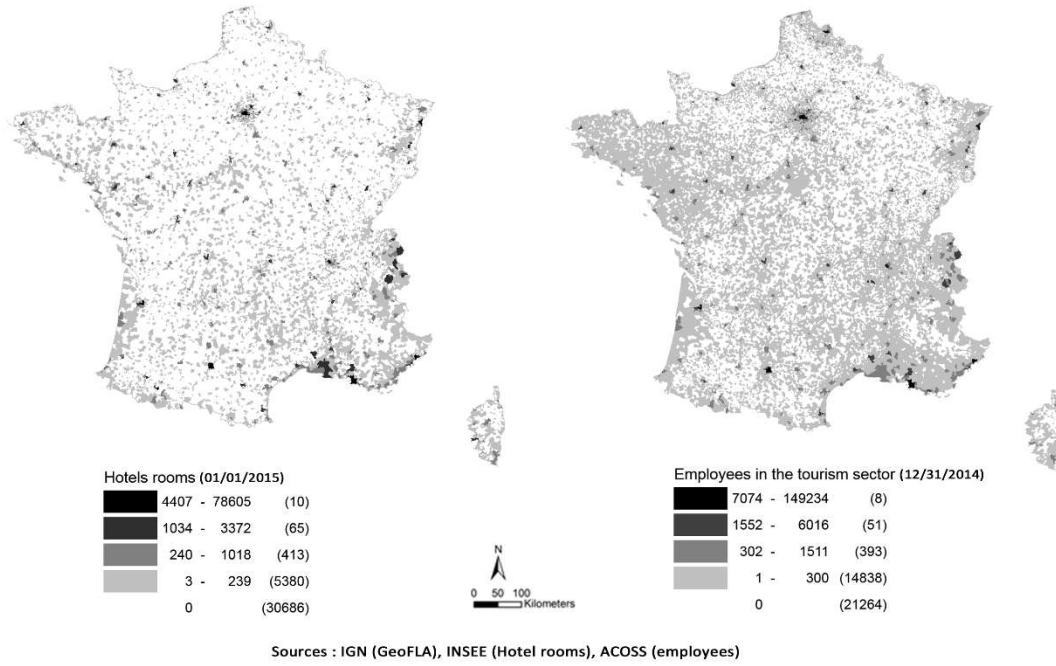 Hotels rooms (01/01/2015)
4407 - 78605 (10)
1034 - 3372 (65)
240 - 1018 (413)
3 - 239 (5380)
0 (30686)
N
0 50 100
Kilometers
Employees in the tourism sector (12/31/2014)
7074 - 149234 (8)
1552 - 6016 (51)
302 - 1511 (393)
1 - 300 (14838)
0 (21264)
Sources : IGN (GeoFLA), INSEE (Hotel rooms), ACOSS (employees)